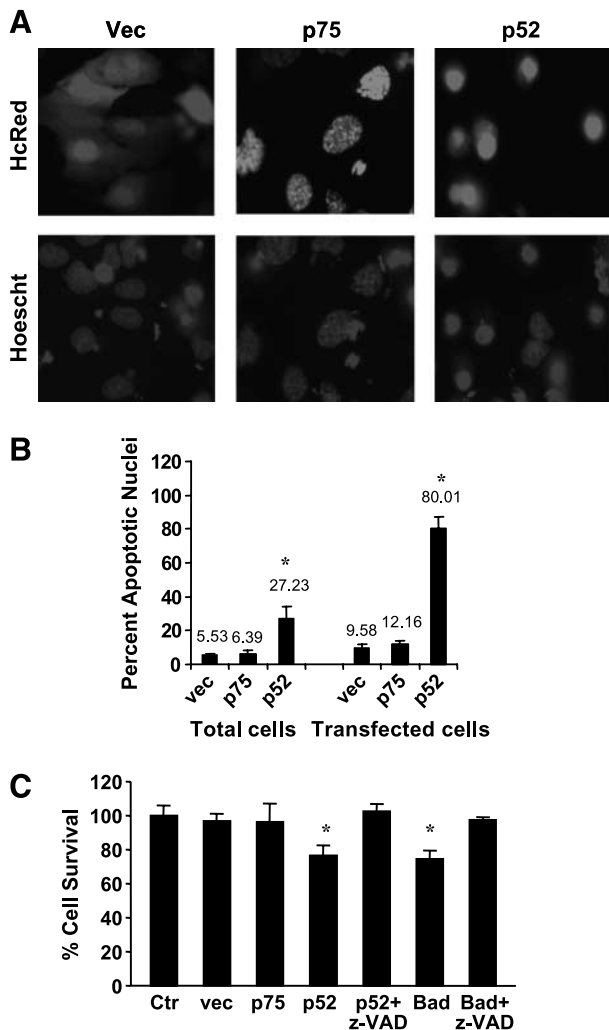 A
Vec p75 p52
HcRed
Hoescht
B
Percent Apoptotic Nuclei
120
100
80
60
40
20
0
5.53 6.39 * 27.23 9.58 12.16 * 80.01
vec p75 p52 vec p75 p52
Total cells Transfected cells
C
% Cell Survival
120
100
80
60
40
20
0
* *
Ctr vec p75 p52 p52+ Bad Bad+
z-VAD z-VAD